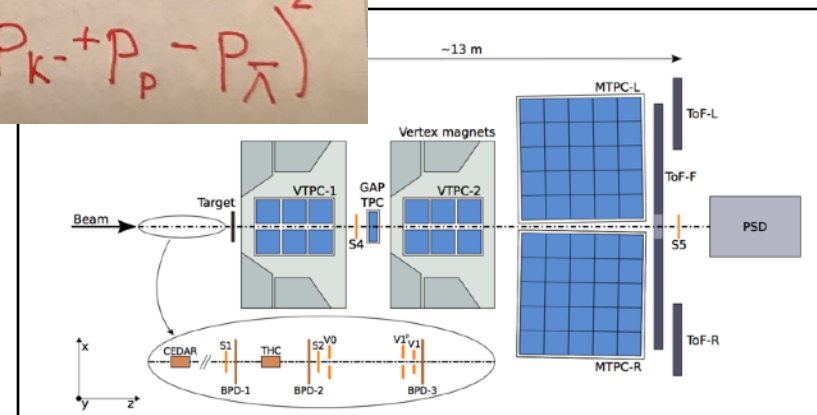 P_K⁻ + P_p − P_Λ̅)²
~13 m
MTPC-L
ToF-L
Vertex magnets
ToF-F
GAP
TPC
VTPC-1
VTPC-2
Target
Beam
S4
S5
PSD
CEDAR
S1
THC
S2
V0
V1ᵖ
V1
BPD-1
BPD-2
BPD-3
ToF-R
MTPC-R
x
y
z